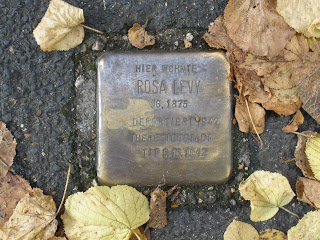 HIER WOHNTE
ROSA LEVY
JG. 1875
DEPORTIERT 1942
THERESIENSTADT